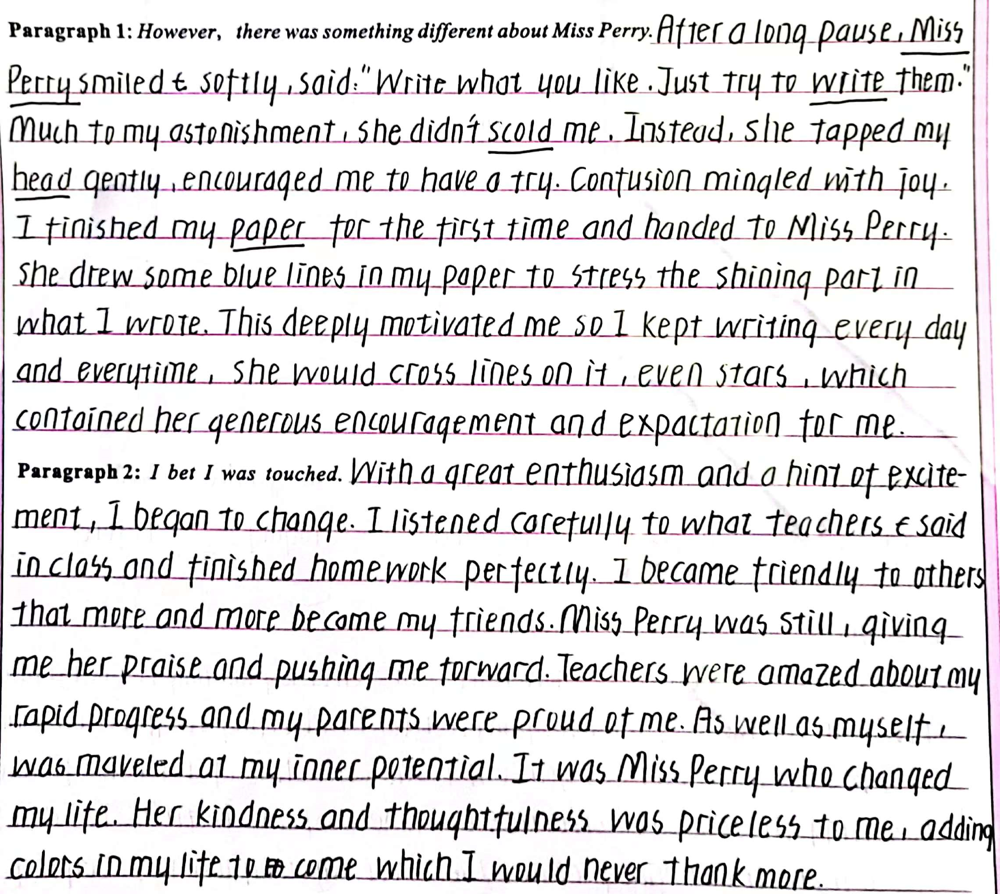 Paragraph 1: However, there was something different about Miss Perry. After a long pause, Miss
Perry smiled softly, said: "Write what you like. Just try to write them."
Much to my astonishment, she didn't scold me. Instead, she tapped my
head gently, encouraged me to have a try. Confusion mingled with joy.
I finished my paper for the first time and handed to Miss Perry.
she drew some blue lines in my paper to stress the shining part in
what I wrote. This deeply motivated me so I kept writing every day
and everytime, she would cross lines on it, even stars, which
contained her generous encouragement and expactation for me.
Paragraph 2: I bet I was touched. With a great enthusiasm and a hint of excite-
ment, I began to change. I listened carefully to what teachers said
in class and finished homework perfectly. I became friendly to others
that more and more become my friends. Miss Perry was still, giving
me her praise and pushing me forward. Teachers were amazed about my
rapid progress and my parents were proud of me. As well as myself,
was maveled at my inner potential. It was Miss Perry who changed
my life. Her kindness and thoughtfulness was priceless to me, adding
colors in my life to come which I would never thank more.